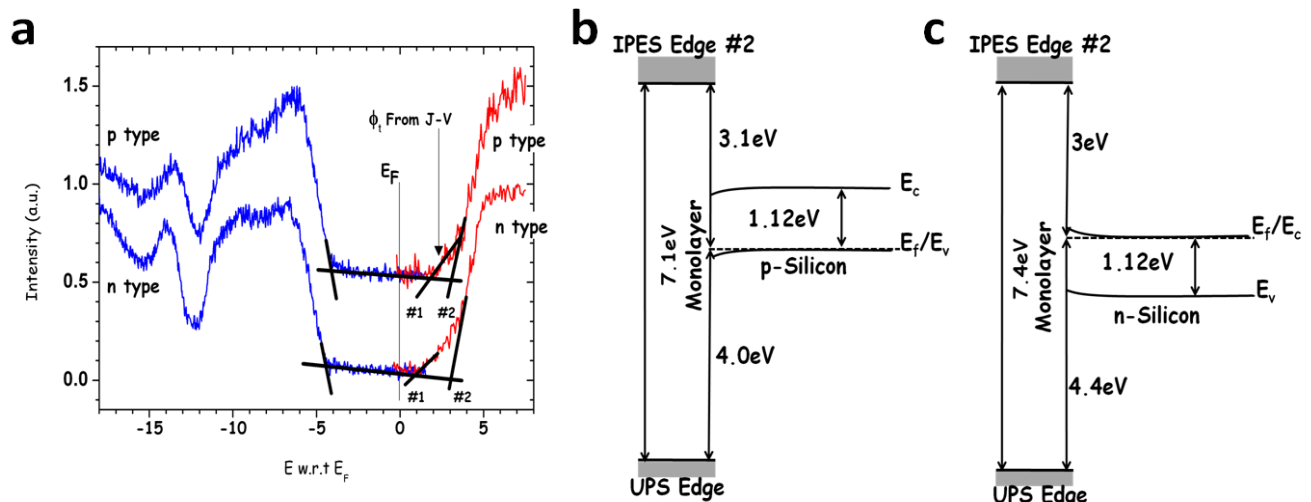 a
p type
n type
ϕt From J-V
EF
p type
n type
#1
#2
#1
#2
1.5
1.0
0.5
0.0
-15
-10
-5
0
5
Intensity (a.u.)
E w.r.t EF
b
IPES Edge #2
3.1eV
Ec
1.12eV
Ef/Ev
p-Silicon
7.1eV
Monolayer
4.0eV
UPS Edge
c
IPES Edge #2
3eV
Ef/Ec
1.12eV
Ev
n-Silicon
7.4eV
Monolayer
4.4eV
UPS Edge